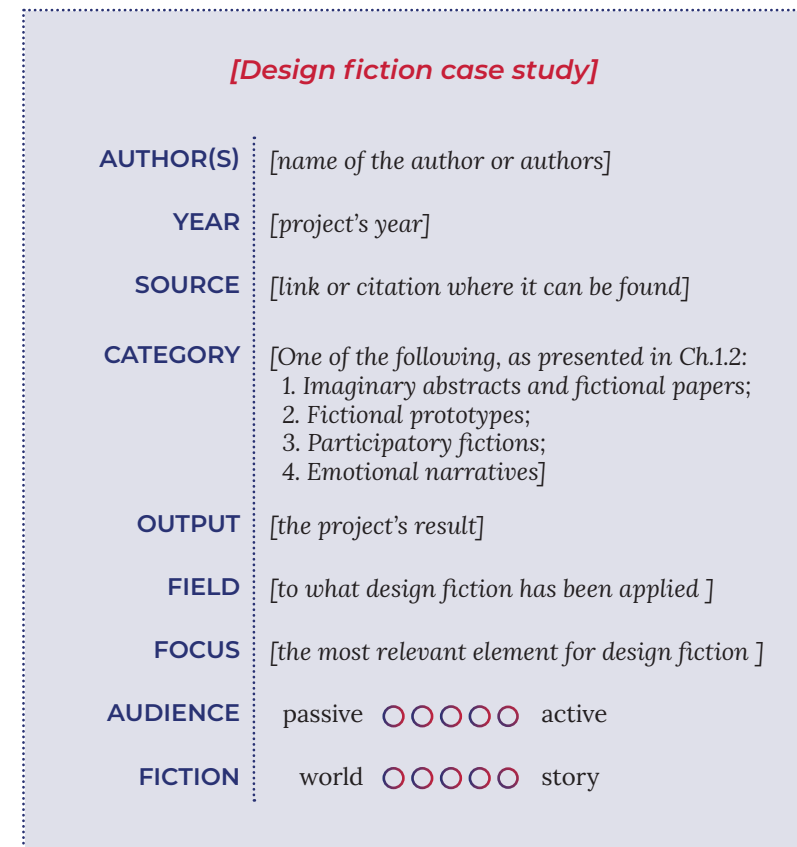 [Design fiction case study]
AUTHOR(S) [name of the author or authors]
YEAR [project's year]
SOURCE [link or citation where it can be found]
CATEGORY [One of the following, as presented in Ch.1.2:
1. Imaginary abstracts and fictional papers;
2. Fictional prototypes;
3. Participatory fictions;
4. Emotional narratives]
OUTPUT [the project's result]
FIELD [to what design fiction has been applied ]
FOCUS [the most relevant element for design fiction ]
AUDIENCE passive active
FICTION world story